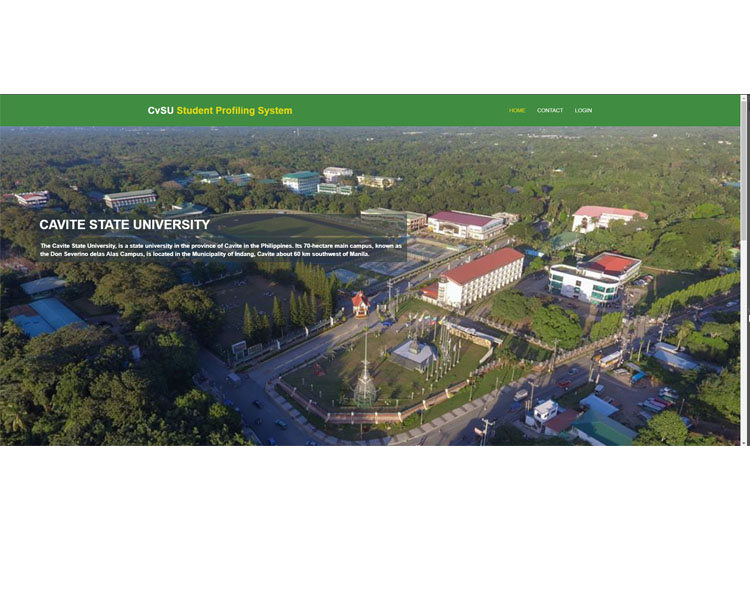 CvSU Student Profiling System
HOME CONTACT LOGIN
CAVITE STATE UNIVERSITY
The Cavite State University, is a state university in the province of Cavite in the Philippines. Its 70-hectare main campus, known as
the Don Severino delas Alas Campus, is located in the Municipality of Indang, Cavite about 60 km southwest of Manila.